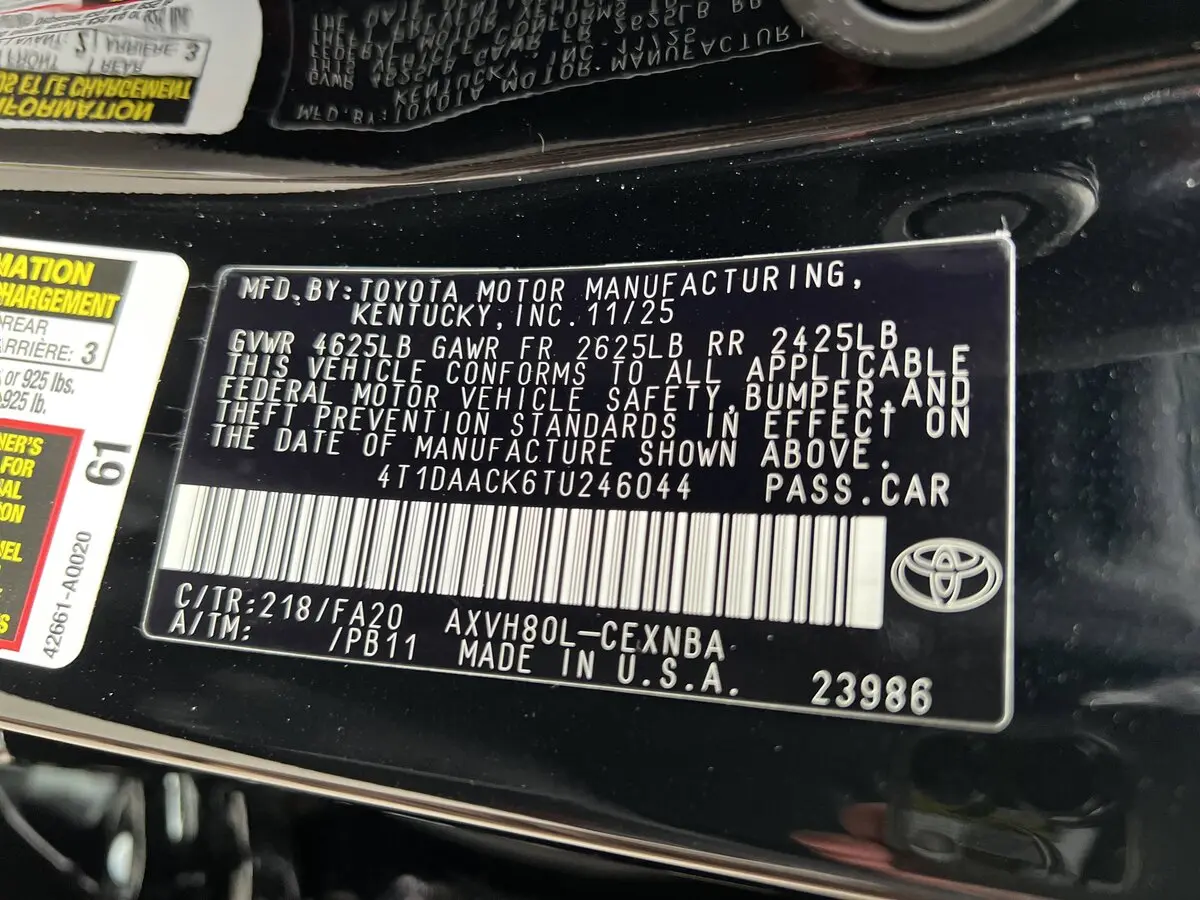 MATION
HARGEMENT
REAR
ARRIÈRE: 3
or 925 lbs.
925 lb.
NER'S
FOR
ON
42661-A0020
61
MFD.BY:TOYOTA MOTOR MANUFACTURING,
KENTUCKY,INC.11/25
GVWR 4625LB GAWR FR 2625LB RR 2425LB
THIS VEHICLE CONFORMS TO ALL APPLICABLE
FEDERAL MOTOR VEHICLE SAFETY,BUMPER,AND
THEFT PREVENTION STANDARDS IN EFFECT ON
THE DATE OF MANUFACTURE SHOWN ABOVE.
4T1DAACK6TU246044 PASS.CAR
C/TR:218/FA20 AXVH80L-CEXNBA
A/TM: /PB11 MADE IN U.S.A.
23986